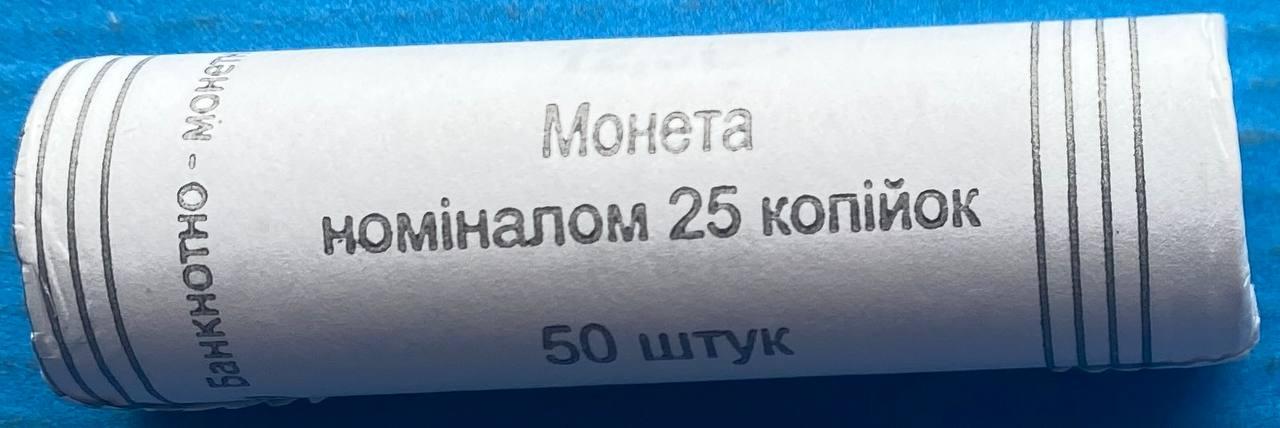 Банкнотно - монет
Монета
номіналом 25 копійок
50 штук